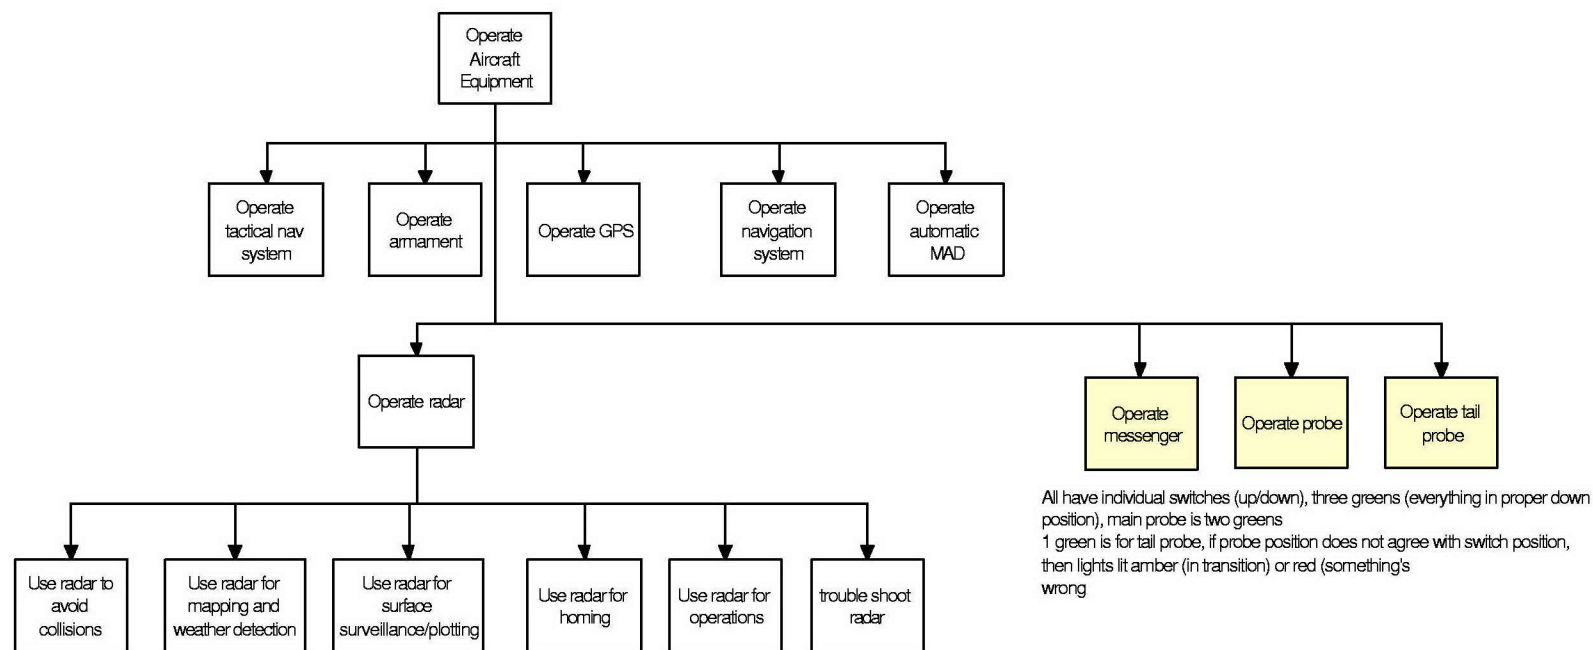 Operate
Aircraft
Equipment
Operate
tactical nav
system
Operate
armament
Operate GPS
Operate
navigation
system
Operate
automatic
MAD
Operate radar
Operate
messenger
Operate probe
Operate tail
probe
All have individual switches (up/down), three greens (everything in proper down
position), main probe is two greens
1 green is for tail probe, if probe position does not agree with switch position,
then lights lit amber (in transition) or red (something's
wrong
Use radar to
avoid
collisions
Use radar for
mapping and
weather detection
Use radar for
surface
surveillance/plotting
Use radar for
homing
Use radar for
operations
trouble shoot
radar